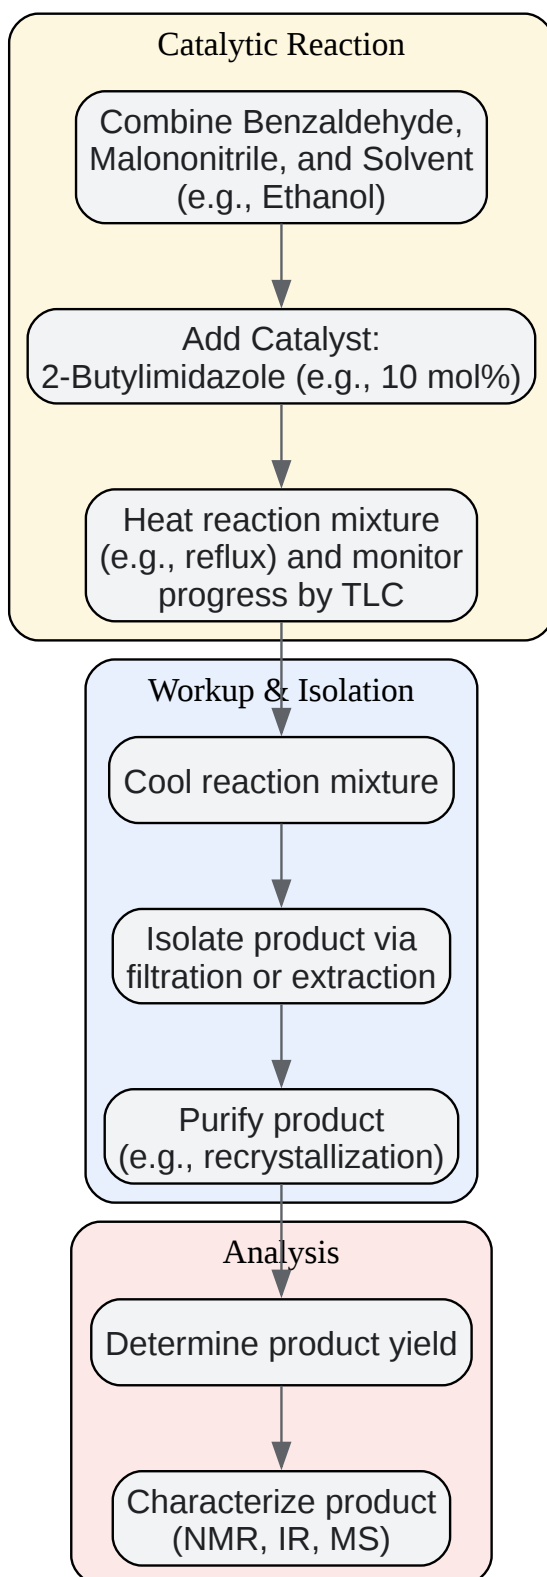 Catalytic Reaction
Combine Benzaldehyde,
Malononitrile, and Solvent
(e.g., Ethanol)
Add Catalyst:
2-Butylimidazole (e.g., 10 mol%)
Heat reaction mixture
(e.g., reflux) and monitor
progress by TLC
Workup & Isolation
Cool reaction mixture
Isolate product via
filtration or extraction
Purify product
(e.g., recrystallization)
Analysis
Determine product yield
Characterize product
(NMR, IR, MS)